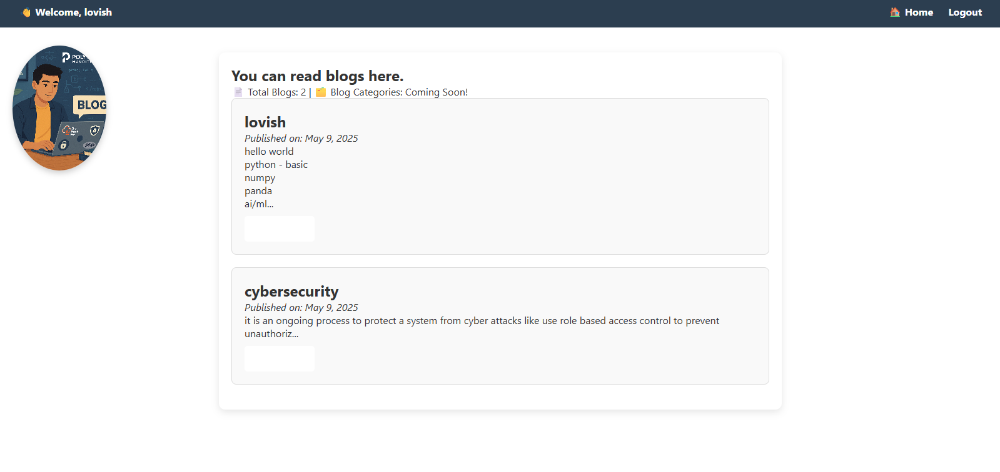 👋 Welcome, lovish
🏠 Home
Logout
BLOG
php
You can read blogs here.
📄 Total Blogs: 2 | 🗂️ Blog Categories: Coming Soon!
lovish
Published on: May 9, 2025
hello world
python - basic
numpy
panda
ai/ml...
cybersecurity
Published on: May 9, 2025
it is an ongoing process to protect a system from cyber attacks like use role based access control to prevent
unauthoriz...